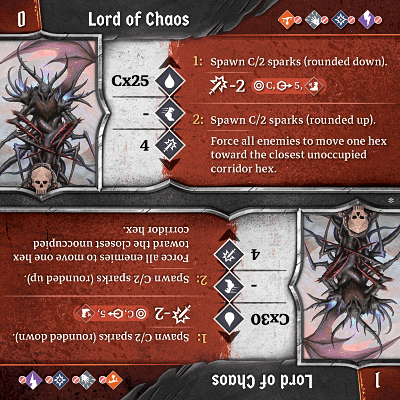 0
Lord of Chaos
Cx25
-
4
1: Spawn C/2 sparks (rounded down).
-2 C, 5,
2: Spawn C/2 sparks (rounded up).
Force all enemies to move one hex
toward the closest unoccupied
corridor hex.
1
Lord of Chaos
Cx30
-
4
1: Spawn C/2 sparks (rounded down).
-2 C, 5,
2: Spawn C/2 sparks (rounded up).
Force all enemies to move one hex
toward the closest unoccupied
corridor hex.